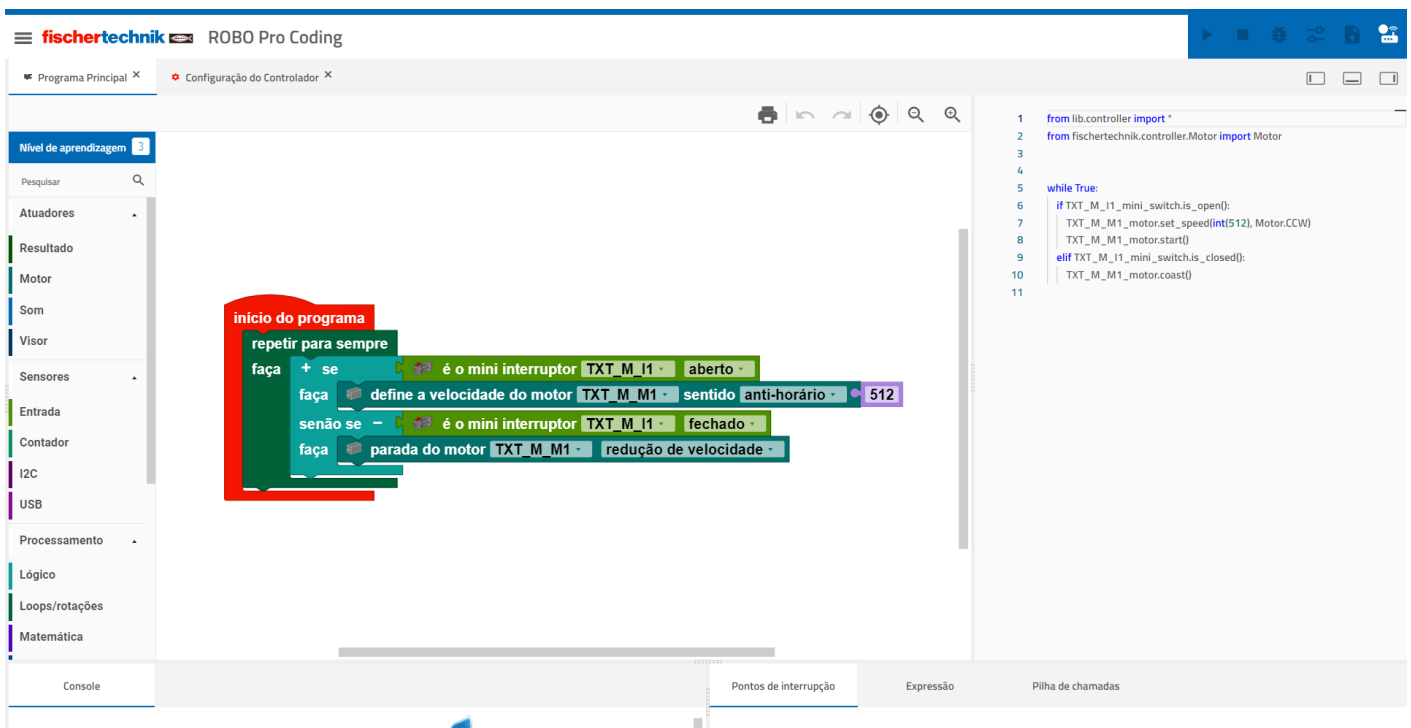 fischertechnik ROBO Pro Coding
Programa Principal ×
Configuração do Controlador ×
Nível de aprendizagem 3
Pesquisar
Atuadores
Resultado
Motor
Som
Visor
Sensores
Entrada
Contador
I2C
USB
Processamento
Lógico
Loops/rotações
Matemática
início do programa
repetir para sempre
faça + se é o mini interruptor TXT_M_I1 aberto
faça define a velocidade do motor TXT_M_M1 sentido anti-horário 512
senão se − é o mini interruptor TXT_M_I1 fechado
faça parada do motor TXT_M_M1 redução de velocidade
1 from lib.controller import *
2 from fischertechnik.controller.Motor import Motor
3
4
5 while True:
6 if TXT_M_I1_mini_switch.is_open():
7 TXT_M_M1_motor.set_speed(int(512), Motor.CCW)
8 TXT_M_M1_motor.start()
9 elif TXT_M_I1_mini_switch.is_closed():
10 TXT_M_M1_motor.coast()
11
Console
Pontos de interrupção
Expressão
Pilha de chamadas